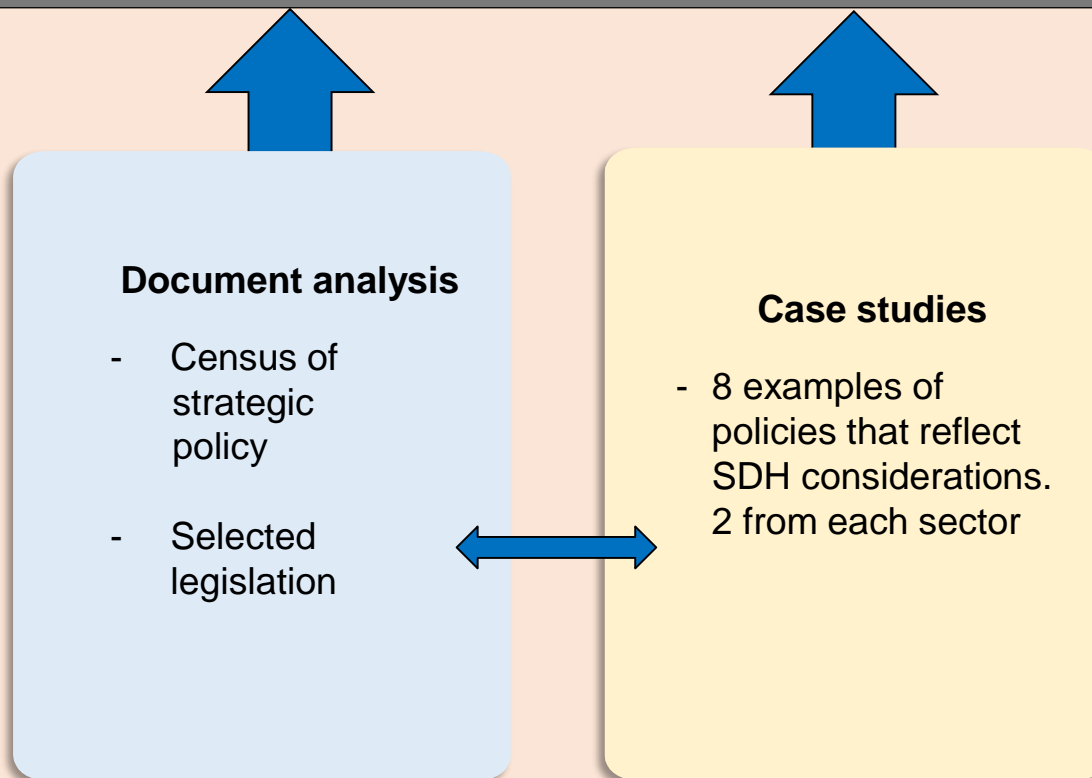 Document analysis
- Census of
strategic
policy
- Selected
legislation
Case studies
- 8 examples of
policies that reflect
SDH considerations.
2 from each sector